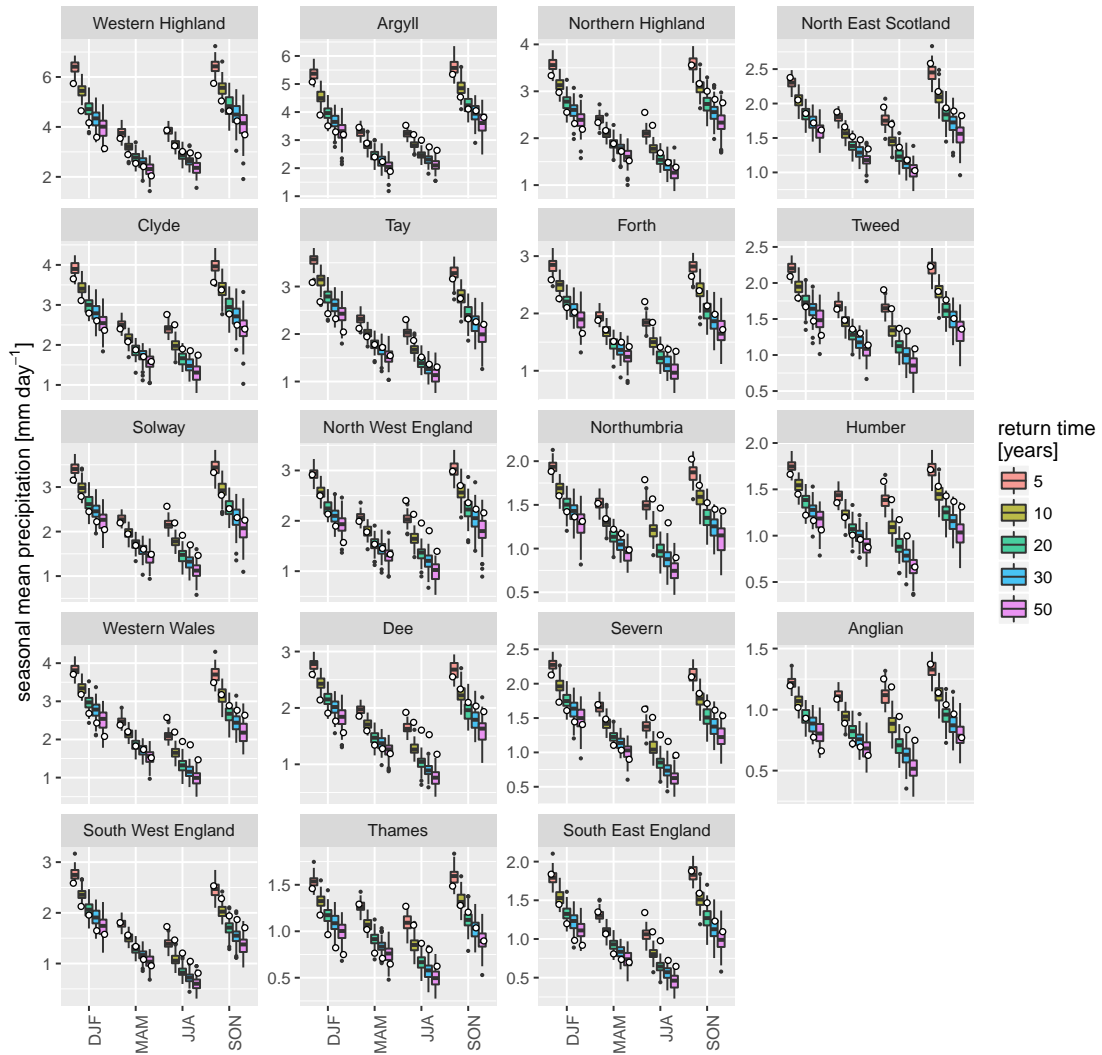 Western Highland
Argyll
Northern Highland
North East Scotland
6
4
2
6
5
4
3
2
1
4
3
2
1
2.5
2.0
1.5
1.0
Clyde
Tay
Forth
Tweed
4
3
2
1
3
2
1
3
2
1
2.5
2.0
1.5
1.0
0.5
Solway
North West England
Northumbria
Humber
3
2
1
3
2
1
2.0
1.5
1.0
0.5
2.0
1.5
1.0
0.5
Western Wales
Dee
Severn
Anglian
4
3
2
1
3
2
1
2.5
2.0
1.5
1.0
0.5
1.5
1.0
0.5
South West England
Thames
South East England
3
2
1
1.5
1.0
0.5
2.0
1.5
1.0
0.5
DJF
MAM
JJA
SON
DJF
MAM
JJA
SON
DJF
MAM
JJA
SON
seasonal mean precipitation [mm day⁻¹]
return time
[years]
5
10
20
30
50